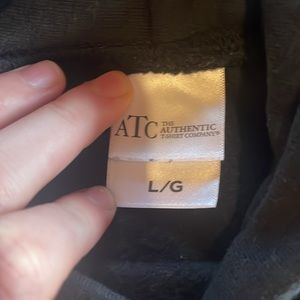 ATC THE
AUTHENTIC
T-SHIRT COMPANY®
L/G